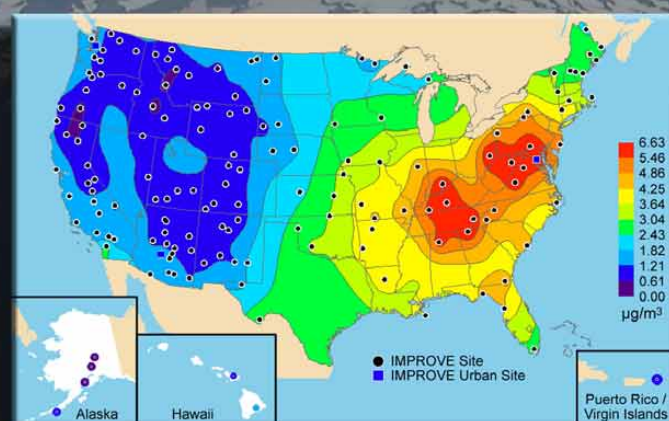 6.63
5.46
4.86
4.25
3.64
3.04
2.43
1.82
1.21
0.61
0.00
µg/m³
IMPROVE Site
IMPROVE Urban Site
Alaska
Hawaii
Puerto Rico /
Virgin Islands